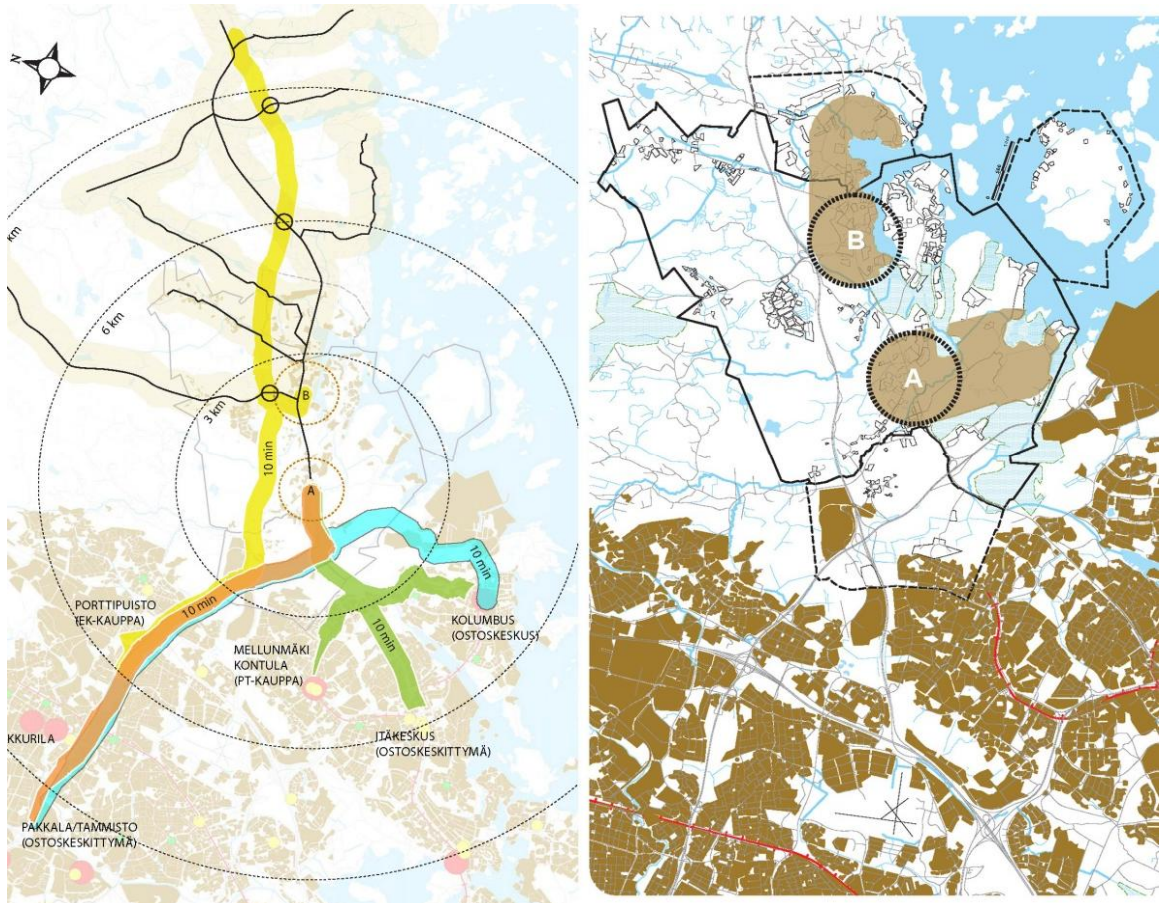 N
km
6 km
3 km
B
A
10 min
10 min
10 min
10 min
PORTTIPUISTO
(EK-KAUPPA)
MELLUNMÄKI
KONTULA
(PT-KAUPPA)
KOLUMBUS
(OSTOSKESKUS)
ITÄKESKUS
(OSTOSKESKITTYMÄ)
KKURILA
PAKKALA/TAMMISTO
(OSTOSKESKITTYMÄ)
B
A